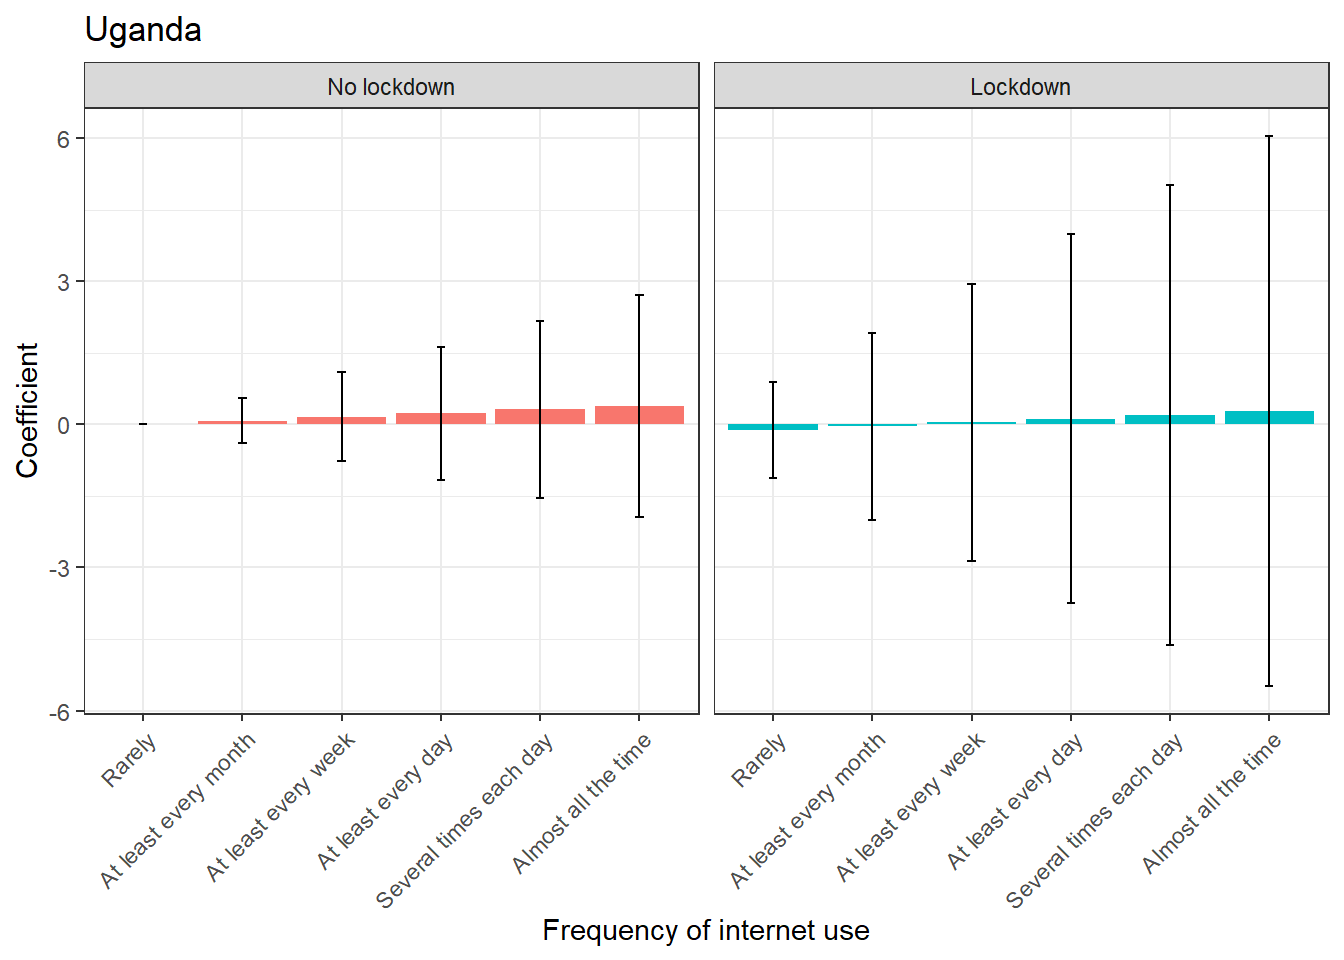 Uganda
No lockdown
Lockdown
6
3
0
-3
-6
Coefficient
Rarely
At least every month
At least every week
At least every day
Several times each day
Almost all the time
Rarely
At least every month
At least every week
At least every day
Several times each day
Almost all the time
Frequency of internet use